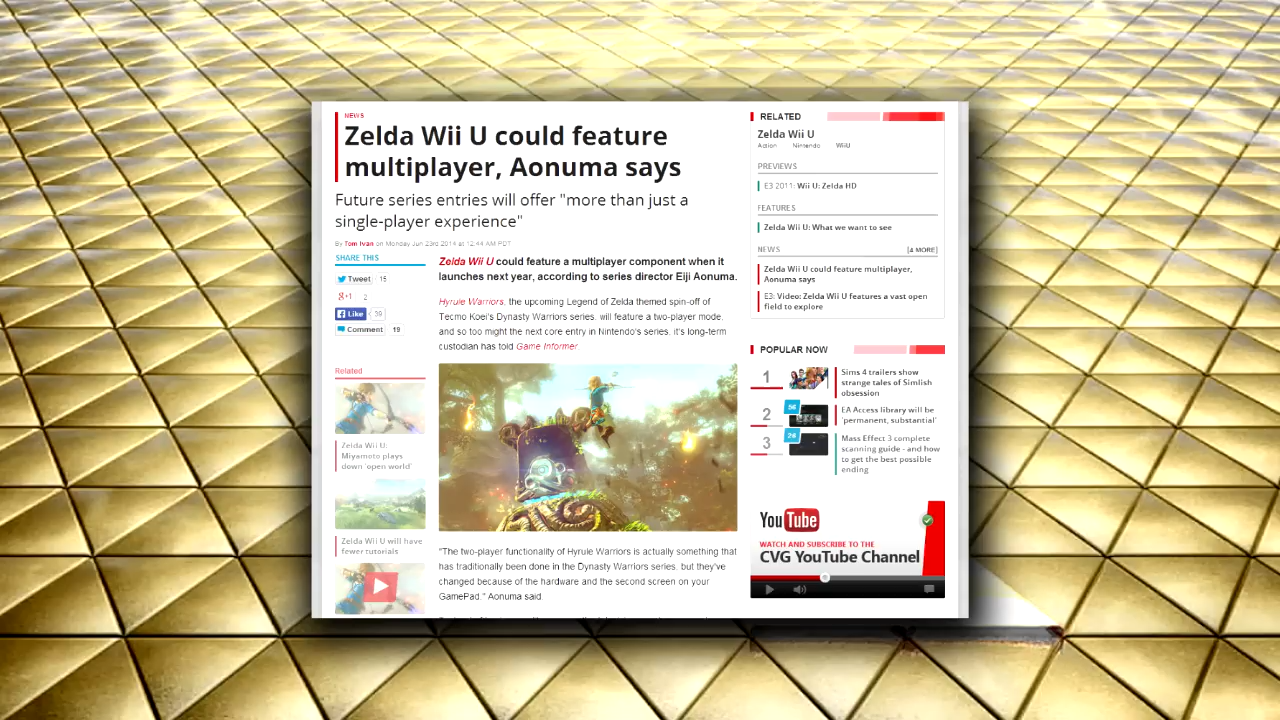 NEWS
Zelda Wii U could feature
multiplayer, Aonuma says
Future series entries will offer "more than just a
single-player experience"
By Tom Ivan on Monday Jun 23rd 2014 at 12:44 AM PDT
SHARE THIS
Tweet 15
g+1 2
Like 39
Comment 19
Related
Zelda Wii U:
Miyamoto plays
down 'open world'
Zelda Wii U will have
fewer tutorials
Zelda Wii U could feature a multiplayer component when it
launches next year, according to series director Eiji Aonuma.
Hyrule Warriors, the upcoming Legend of Zelda themed spin-off of
Tecmo Koei's Dynasty Warriors series, will feature a two-player mode,
and so too might the next core entry in Nintendo's series, it's long-term
custodian has told Game Informer.
"The two-player functionality of Hyrule Warriors is actually something that
has traditionally been done in the Dynasty Warriors series, but they've
changed because of the hardware and the second screen on your
GamePad," Aonuma said.
RELATED
Zelda Wii U
Action Nintendo WiiU
PREVIEWS
E3 2011: Wii U: Zelda HD
FEATURES
Zelda Wii U: What we want to see
NEWS [4 MORE]
Zelda Wii U could feature multiplayer,
Aonuma says
E3: Video: Zelda Wii U features a vast open
field to explore
POPULAR NOW
1
Sims 4 trailers show
strange tales of Simlish
obsession
2
56
EA Access library will be
'permanent, substantial'
3
26
Mass Effect 3 complete
scanning guide - and how
to get the best possible
ending
YouTube
WATCH AND SUBSCRIBE TO THE
CVG YouTube Channel